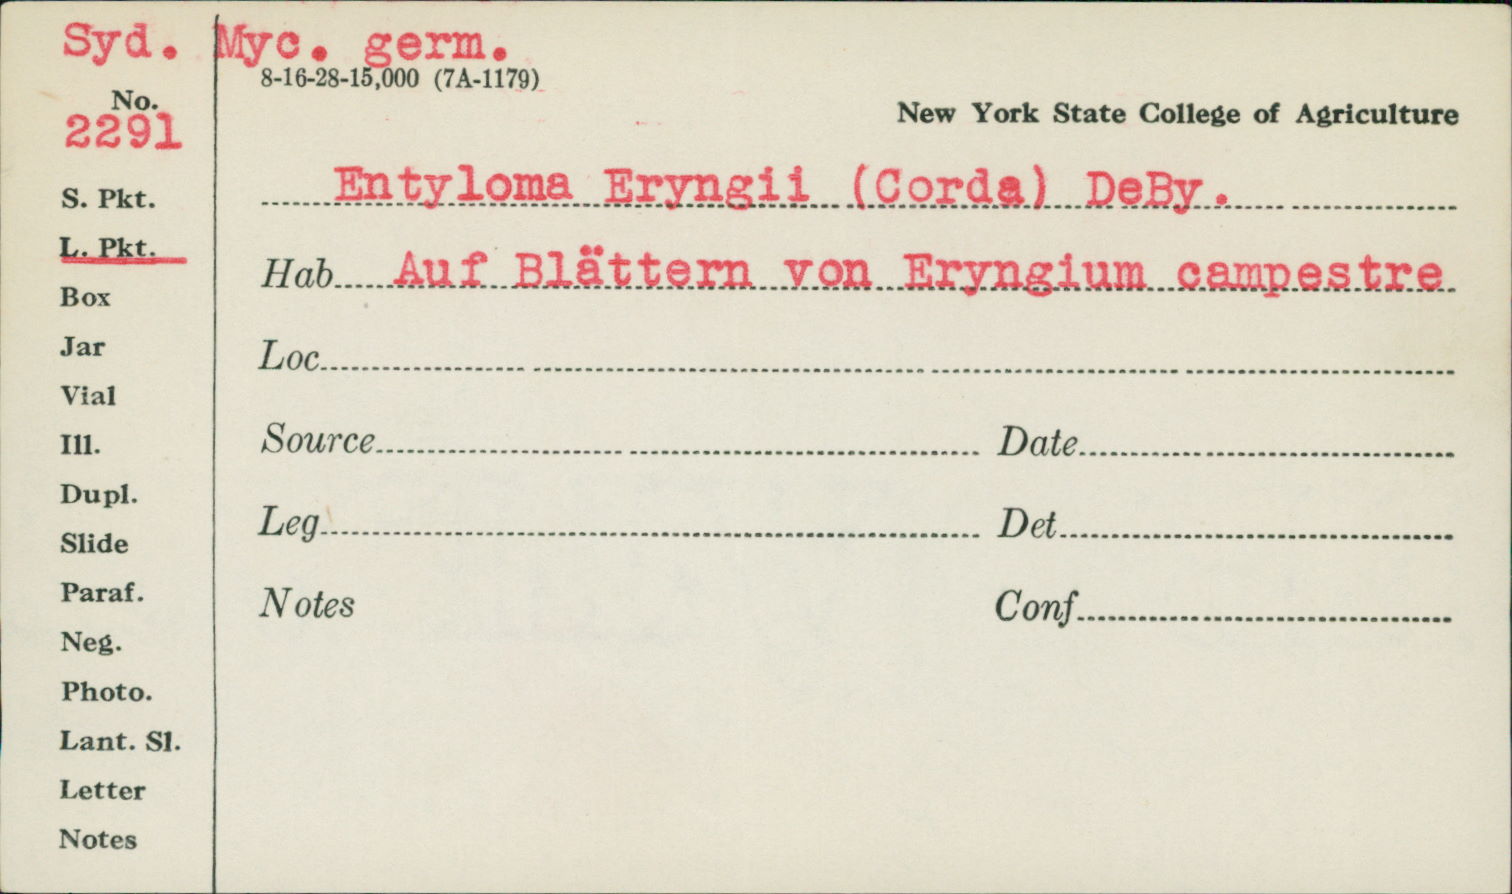 Syd. Myc. germ.
8-16-28-15,000 (7A-1179)
No.
2291
New York State College of Agriculture
S. Pkt.
Entyloma Eryngii (Corda) DeBy.
L. Pkt.
Hab. Auf Blättern von Eryngium campestre
Box
Jar
Loc.
Vial
Ill.
Source
Date
Dupl.
Slide
Leg.
Det.
Paraf.
Notes
Conf.
Neg.
Photo.
Lant. Sl.
Letter
Notes